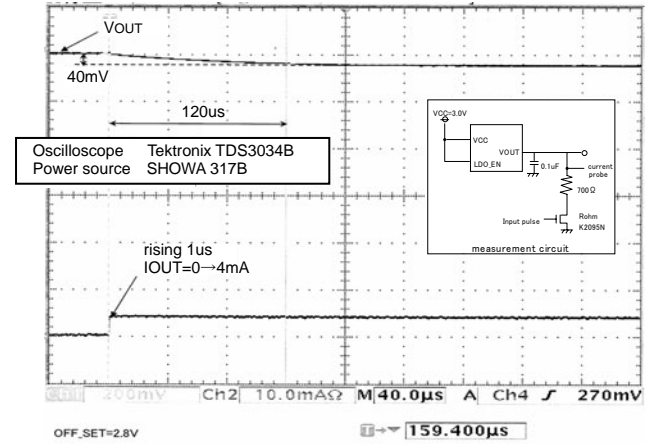 VOUT
40mV
120us
Oscilloscope Tektronix TDS3034B
Power source SHOWA 317B
VCC=3.0V
VCC
VOUT
LDO_EN
0.1uF
current
probe
700Ω
Input pulse
Rohm
K2095N
measurement circuit
rising 1us
IOUT=0→4mA
200mV Ch2 10.0mAΩ M 40.0µs A Ch4 ƒ 270mV
OFF_SET=2.8V
159.400µs